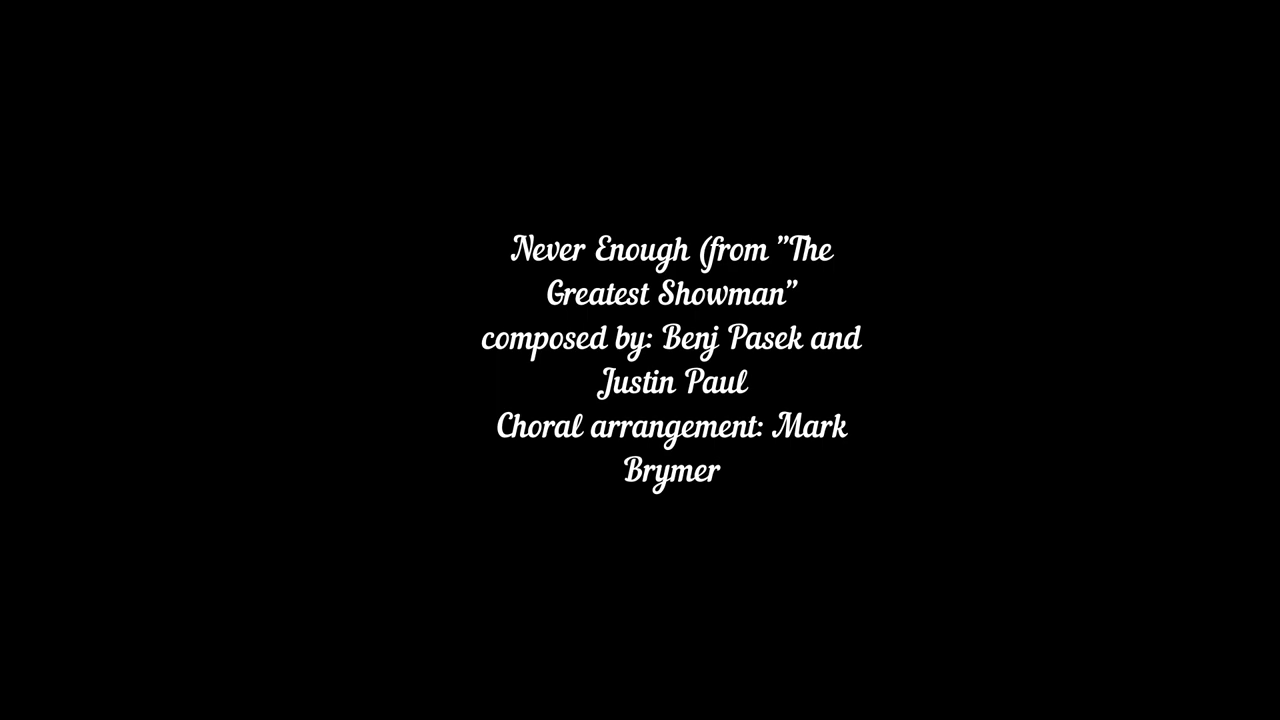 Never Enough (from "The
Greatest Showman"
composed by: Benj Pasek and
Justin Paul
Choral arrangement: Mark
Brymer